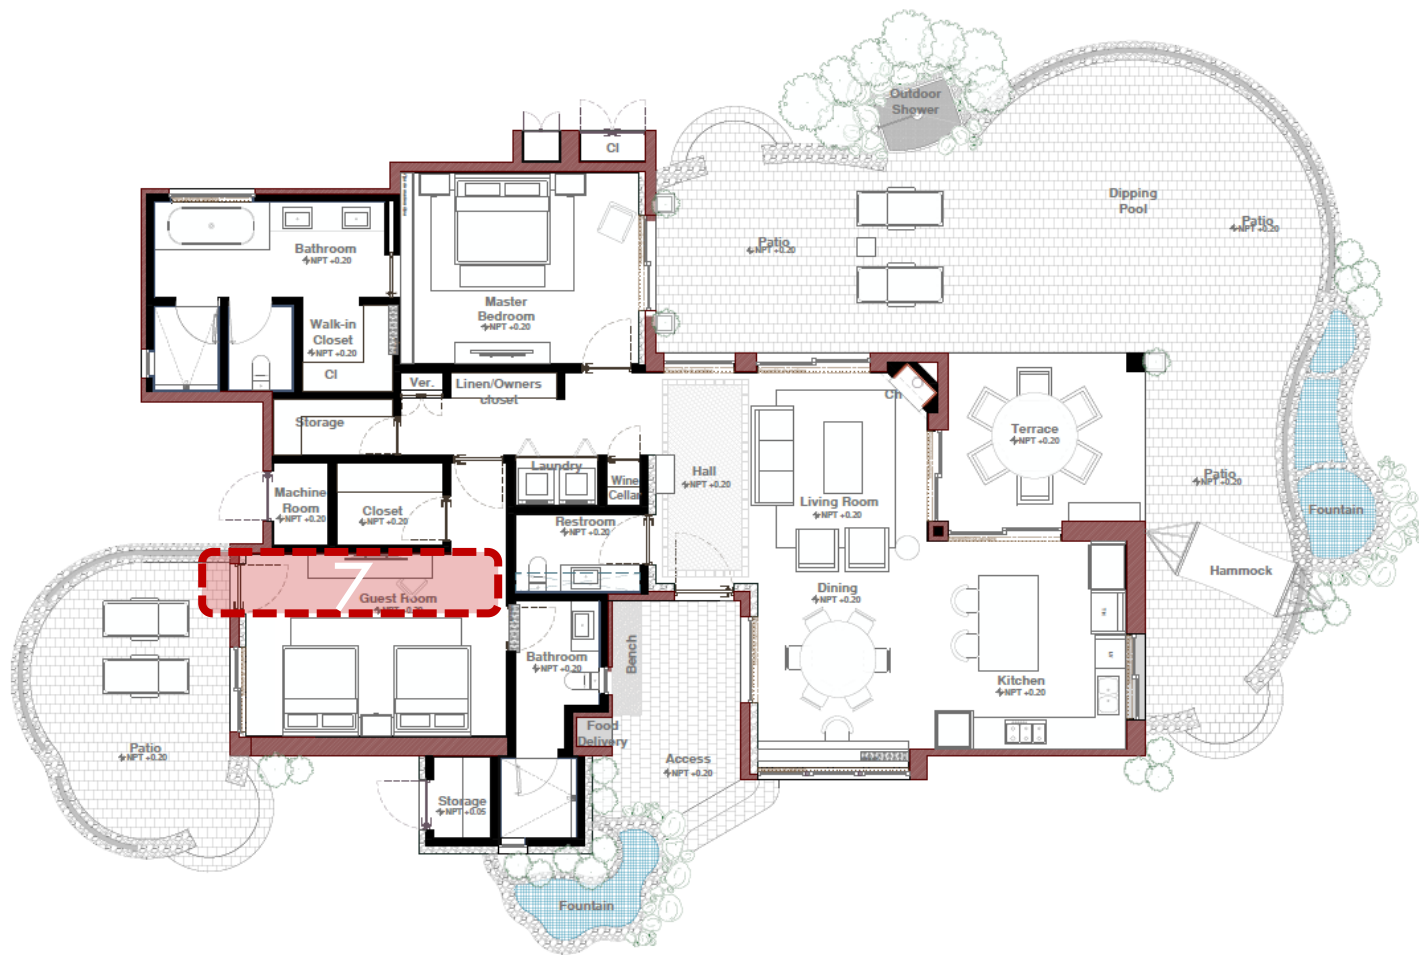 Outdoor
Shower
Cl
Dipping
Pool
Patio
NPT +0.20
Patio
NPT +0.20
Bathroom
NPT +0.20
Master
Bedroom
NPT +0.20
Walk-in
Closet
NPT +0.20
Cl
Ver.
Linen/Owners
closet
Ch
Storage
Terrace
NPT +0.20
Laundry
Hall
NPT +0.20
Wine
Cellar
Patio
NPT +0.20
Machine
Room
NPT +0.20
Closet
NPT +0.20
Living Room
NPT +0.20
Restroom
NPT +0.20
Fountain
Hammock
7
Guest Room
NPT +0.20
Dining
NPT +0.20
Bench
Bathroom
NPT +0.20
Kitchen
NPT +0.20
Food
Delivery
Patio
NPT +0.20
Access
NPT +0.20
Storage
NPT +0.05
Fountain